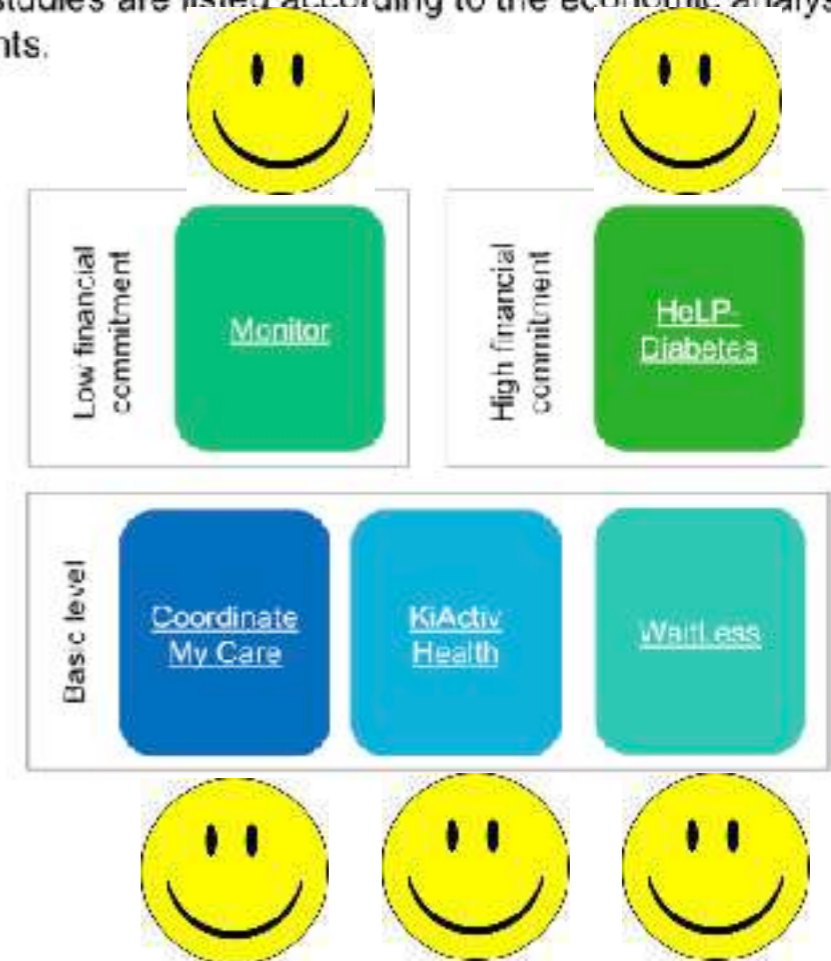 studies are listed according to the economic analys
nts.
Low financial
commitment
Monitor
High financial
commitment
HeLP-
Diabetes
Basic level
Coordinate
My Care
KiActiv
Health
WaitLess